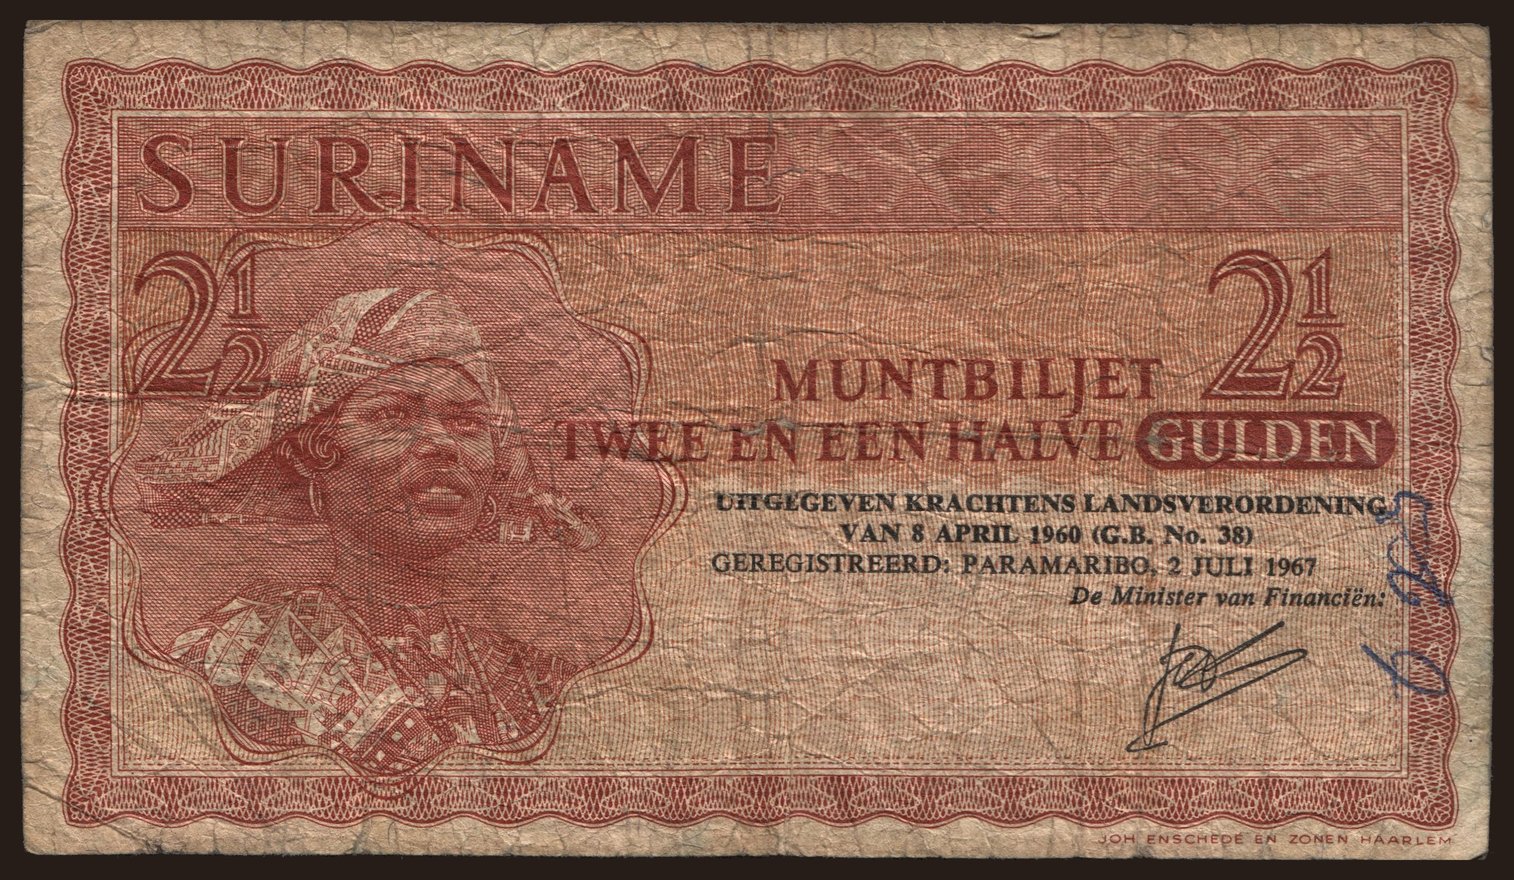 SURINAME
2½
2½
MUNTBILJET
TWEE EN EEN HALVE GULDEN
UITGEGEVEN KRACHTENS LANDSVERORDENING
VAN 8 APRIL 1960 (G.B. No. 38)
GEREGISTREERD: PARAMARIBO, 2 JULI 1967
De Minister van Financiën:
JOH ENSCHEDÉ EN ZONEN HAARLEM